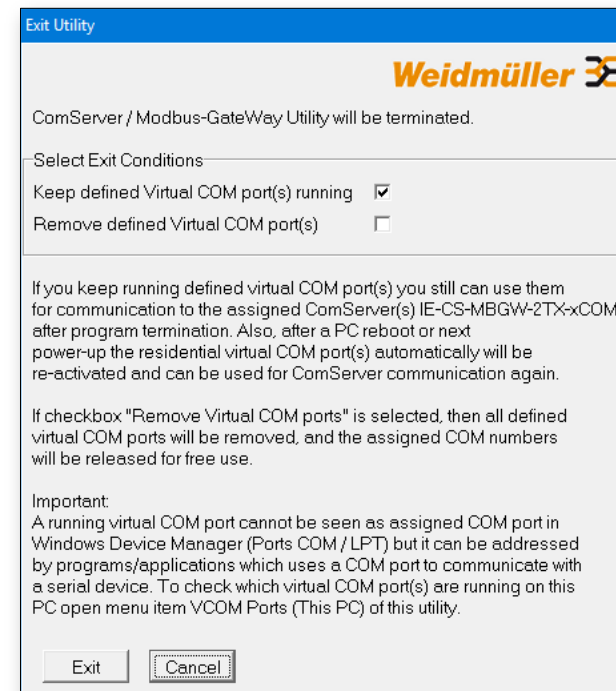 Exit Utility
Weidmüller
ComServer / Modbus-GateWay Utility will be terminated.
Select Exit Conditions
Keep defined Virtual COM port(s) running
Remove defined Virtual COM port(s)
If you keep running defined virtual COM port(s) you still can use them
for communication to the assigned ComServer(s) IE-CS-MBGW-2TX-xCOM
after program termination. Also, after a PC reboot or next
power-up the residential virtual COM port(s) automatically will be
re-activated and can be used for ComServer communication again.
If checkbox "Remove Virtual COM ports" is selected, then all defined
virtual COM ports will be removed, and the assigned COM numbers
will be released for free use.
Important:
A running virtual COM port cannot be seen as assigned COM port in
Windows Device Manager (Ports COM / LPT) but it can be addressed
by programs/applications which uses a COM port to communicate with
a serial device. To check which virtual COM port(s) are running on this
PC open menu item VCOM Ports (This PC) of this utility.
Exit
Cancel